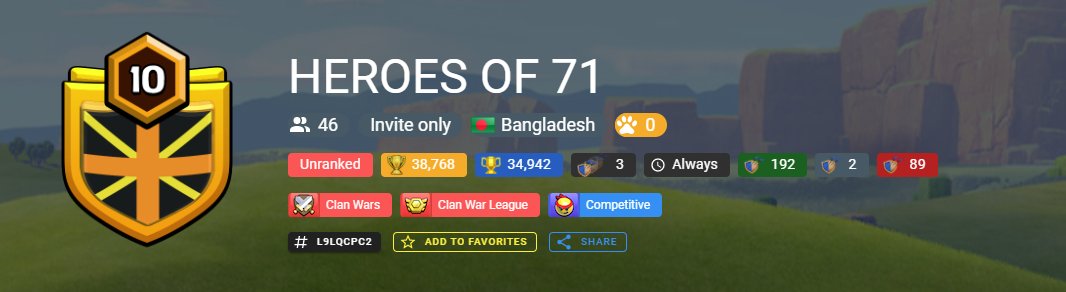 10
HEROES OF 71
46 Invite only Bangladesh 0
Unranked 38,768 34,942 3 Always 192 2 89
Clan Wars Clan War League Competitive
# L9LQCPC2 ADD TO FAVORITES SHARE